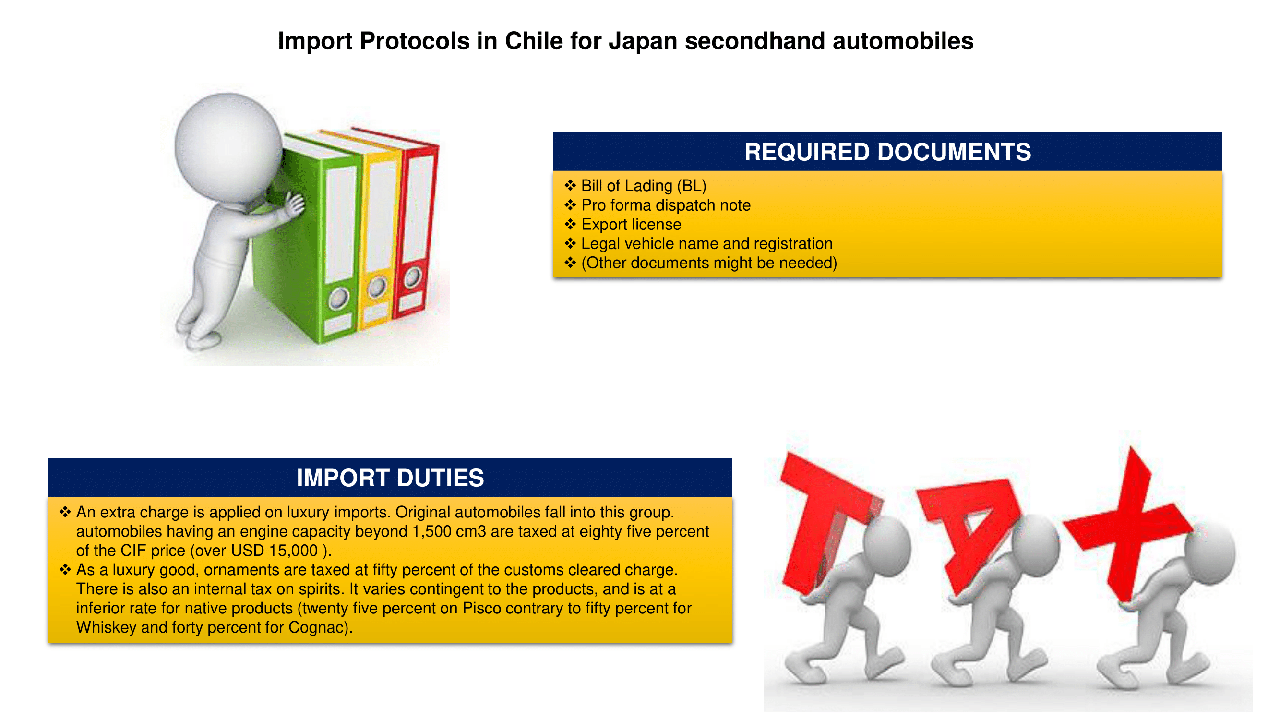 Import Protocols in Chile for Japan secondhand automobiles
REQUIRED DOCUMENTS
❖ Bill of Lading (BL)
❖ Pro forma dispatch note
❖ Export license
❖ Legal vehicle name and registration
❖ (Other documents might be needed)
IMPORT DUTIES
❖ An extra charge is applied on luxury imports. Original automobiles fall into this group.
automobiles having an engine capacity beyond 1,500 cm3 are taxed at eighty five percent
of the CIF price (over USD 15,000 ).
❖ As a luxury good, ornaments are taxed at fifty percent of the customs cleared charge.
There is also an internal tax on spirits. It varies contingent to the products, and is at a
inferior rate for native products (twenty five percent on Pisco contrary to fifty percent for
Whiskey and forty percent for Cognac).
TAX